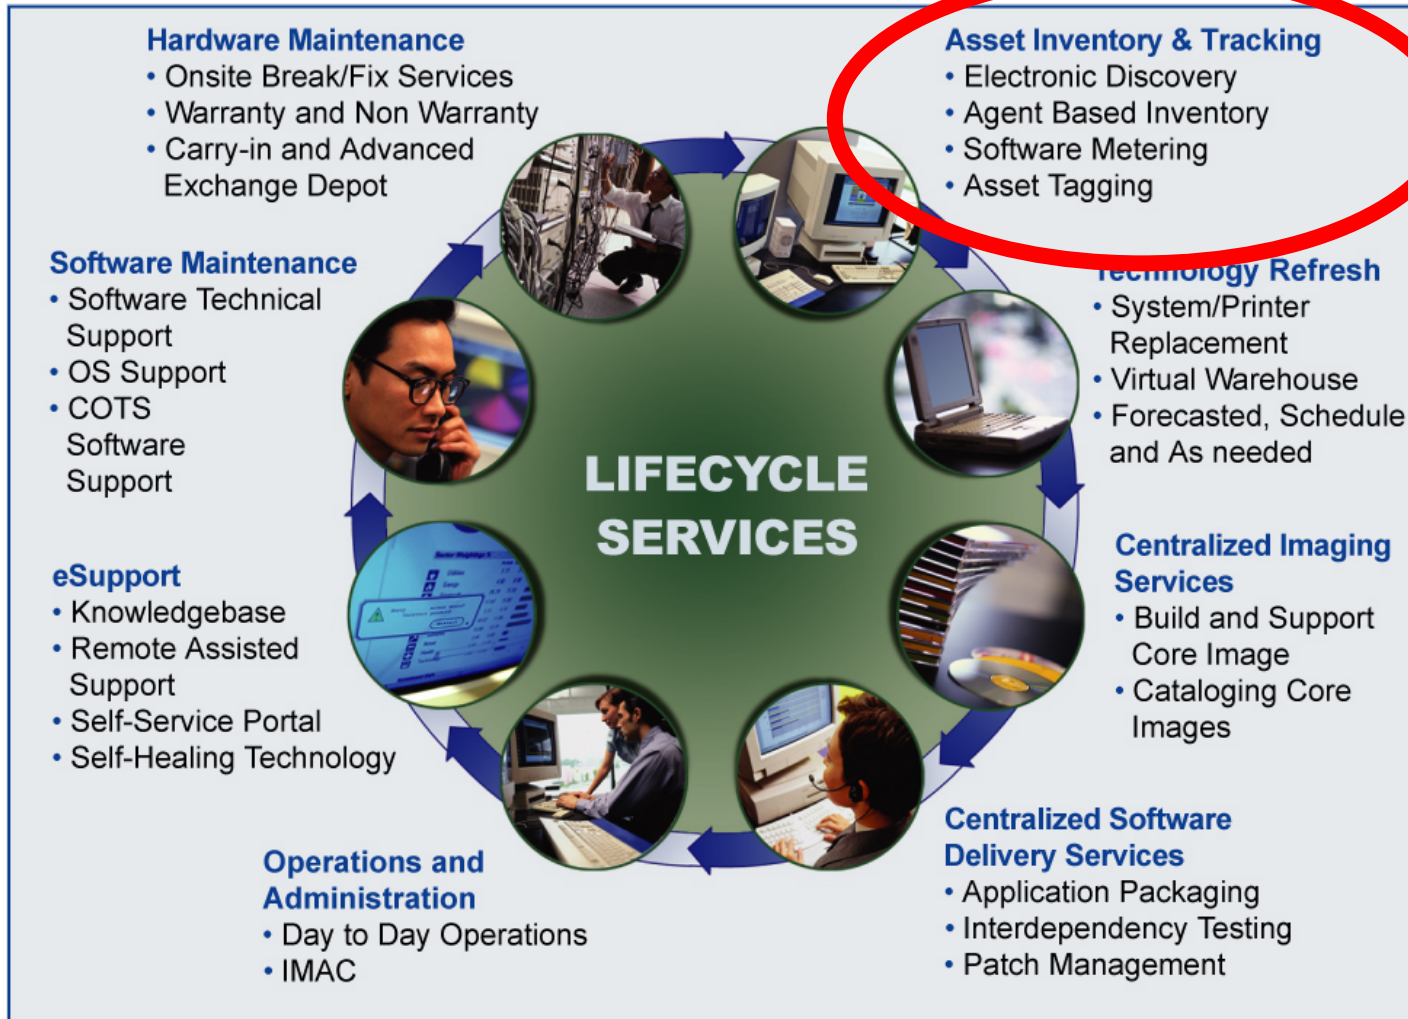 Hardware Maintenance
• Onsite Break/Fix Services
• Warranty and Non Warranty
• Carry-in and Advanced
Exchange Depot
Asset Inventory & Tracking
• Electronic Discovery
• Agent Based Inventory
• Software Metering
• Asset Tagging
Software Maintenance
• Software Technical
Support
• OS Support
• COTS
Software
Support
Technology Refresh
• System/Printer
Replacement
• Virtual Warehouse
• Forecasted, Schedule
and As needed
LIFECYCLE
SERVICES
eSupport
• Knowledgebase
• Remote Assisted
Support
• Self-Service Portal
• Self-Healing Technology
Centralized Imaging
Services
• Build and Support
Core Image
• Cataloging Core
Images
Operations and
Administration
• Day to Day Operations
• IMAC
Centralized Software
Delivery Services
• Application Packaging
• Interdependency Testing
• Patch Management